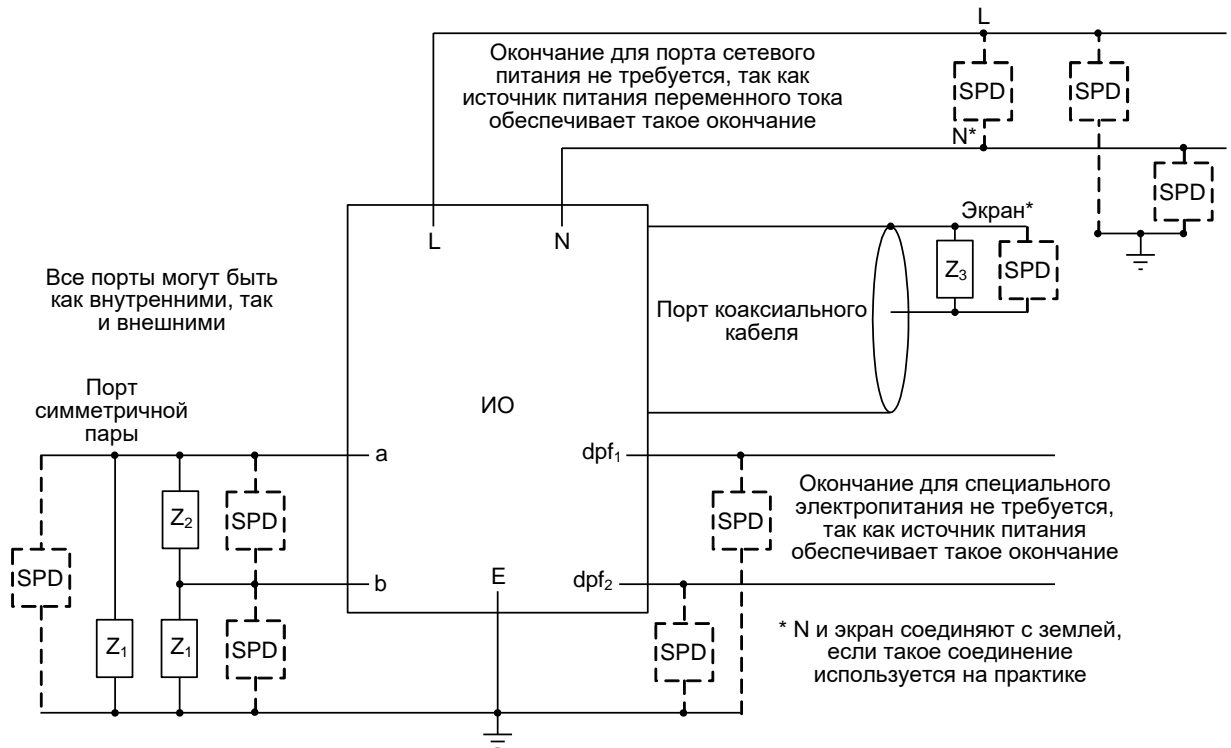 L
Окончание для порта сетевого
питания не требуется, так как
источник питания переменного тока
обеспечивает такое окончание
SPD
SPD
N*
SPD
L
N
Экран*
Z3
SPD
Все порты могут быть
как внутренними, так
и внешними
Порт коаксиального
кабеля
Порт
симметричной
пары
ИО
a
dpf1
Z2
SPD
SPD
Окончание для специального
электропитания не требуется,
так как источник питания
обеспечивает такое окончание
SPD
b
E
dpf2
Z1
Z1
SPD
SPD
* N и экран соединяют с землей,
если такое соединение
используется на практике